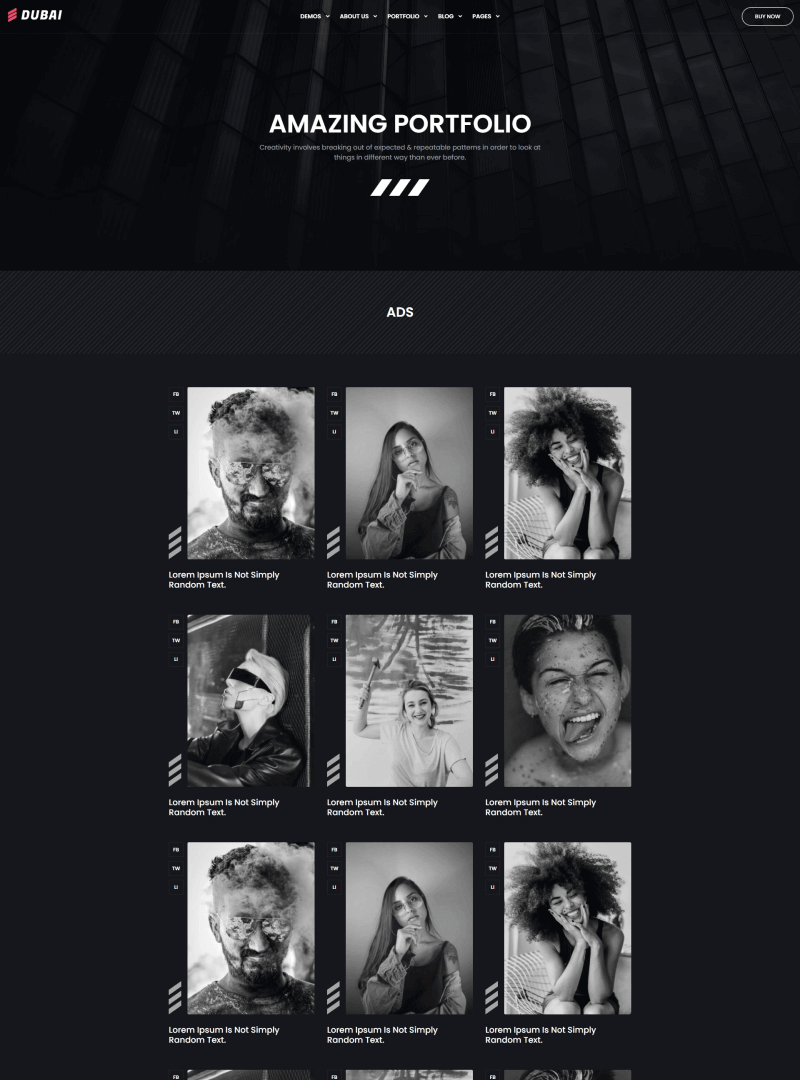 DUBAI
DEMOS ABOUT US PORTFOLIO BLOG PAGES
BUY NOW
AMAZING PORTFOLIO
Creativity involves breaking out of expected & repeatable patterns in order to look at
things in different way than ever before.
ADS
FB
TW
LI
Lorem Ipsum Is Not Simply
Random Text.
FB
TW
LI
Lorem Ipsum Is Not Simply
Random Text.
FB
TW
LI
Lorem Ipsum Is Not Simply
Random Text.
FB
TW
LI
Lorem Ipsum Is Not Simply
Random Text.
FB
TW
LI
Lorem Ipsum Is Not Simply
Random Text.
FB
TW
LI
Lorem Ipsum Is Not Simply
Random Text.
FB
TW
LI
Lorem Ipsum Is Not Simply
Random Text.
FB
TW
LI
Lorem Ipsum Is Not Simply
Random Text.
FB
TW
LI
Lorem Ipsum Is Not Simply
Random Text.
FB
FB
FB